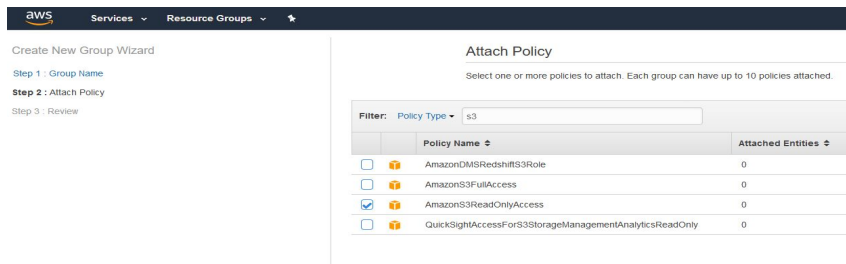 aws Services Resource Groups
Create New Group Wizard
Step 1 : Group Name
Step 2 : Attach Policy
Step 3 : Review
Attach Policy
Select one or more policies to attach. Each group can have up to 10 policies attached.
Filter: Policy Type s3
Policy Name Attached Entities
AmazonDMSRedshiftS3Role 0
AmazonS3FullAccess 0
AmazonS3ReadOnlyAccess 0
QuickSightAccessForS3StorageManagementAnalyticsReadOnly 0